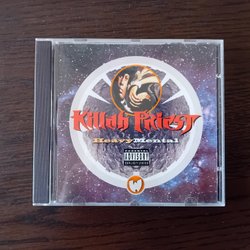 Killah Priest
Heavy Mental
PARENTAL
ADVISORY
EXPLICIT CONTENT
W